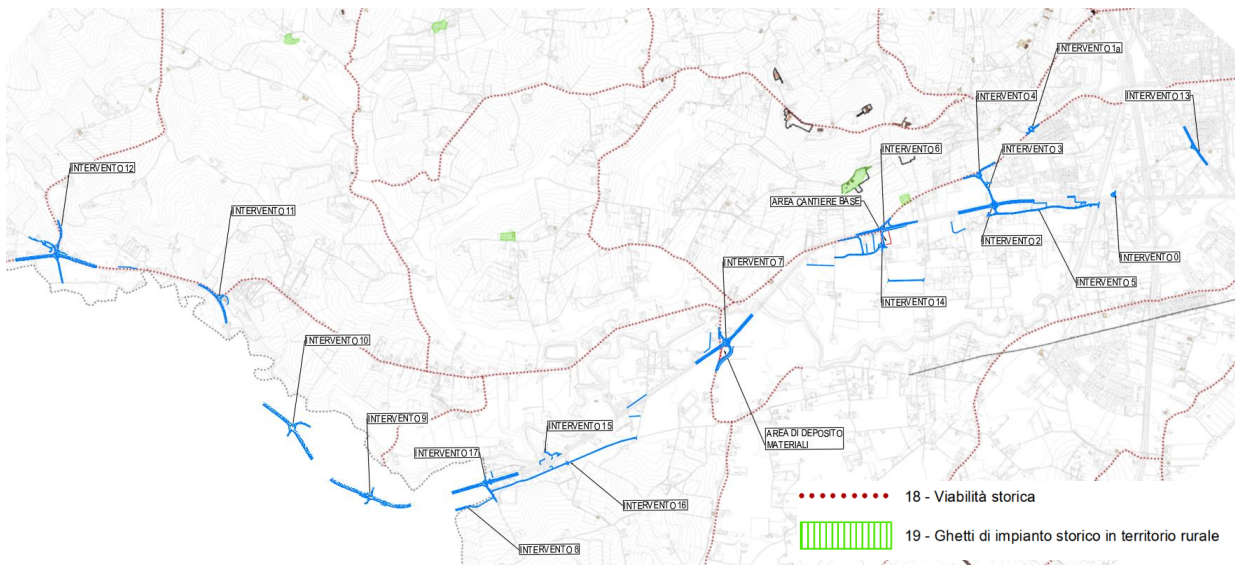 INTERVENTO 1a
INTERVENTO 4
INTERVENTO 13
INTERVENTO 6
INTERVENTO 3
INTERVENTO 12
AREA CANTIERE BASE
INTERVENTO 11
INTERVENTO 2
INTERVENTO 0
INTERVENTO 7
INTERVENTO 5
INTERVENTO 14
INTERVENTO 10
INTERVENTO 9
INTERVENTO 15
AREA DI DEPOSITO
MATERIALI
INTERVENTO 17
18 - Viabilità storica
INTERVENTO 16
19 - Ghetti di impianto storico in territorio rurale
INTERVENTO 8